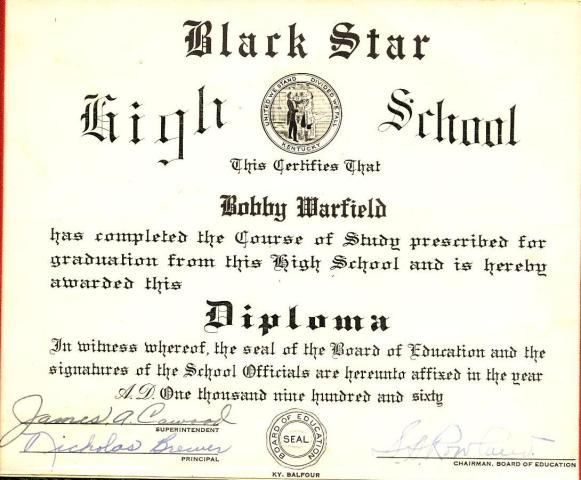 Black Star
High School
UNITED WE STAND DIVIDED WE FALL
KENTUCKY
This Certifies That
Bobby Warfield
has completed the Course of Study prescribed for
graduation from this High School and is hereby
awarded this
Diploma
In witness whereof, the seal of the Board of Education and the
signatures of the School Officials are hereunto affixed in the year
A.D. One thousand nine hundred and sixty
James A. Cawood
SUPERINTENDENT
Nicholas Brewer
PRINCIPAL
BOARD OF EDUCATION
SEAL
KY. BALFOUR
CHAIRMAN, BOARD OF EDUCATION